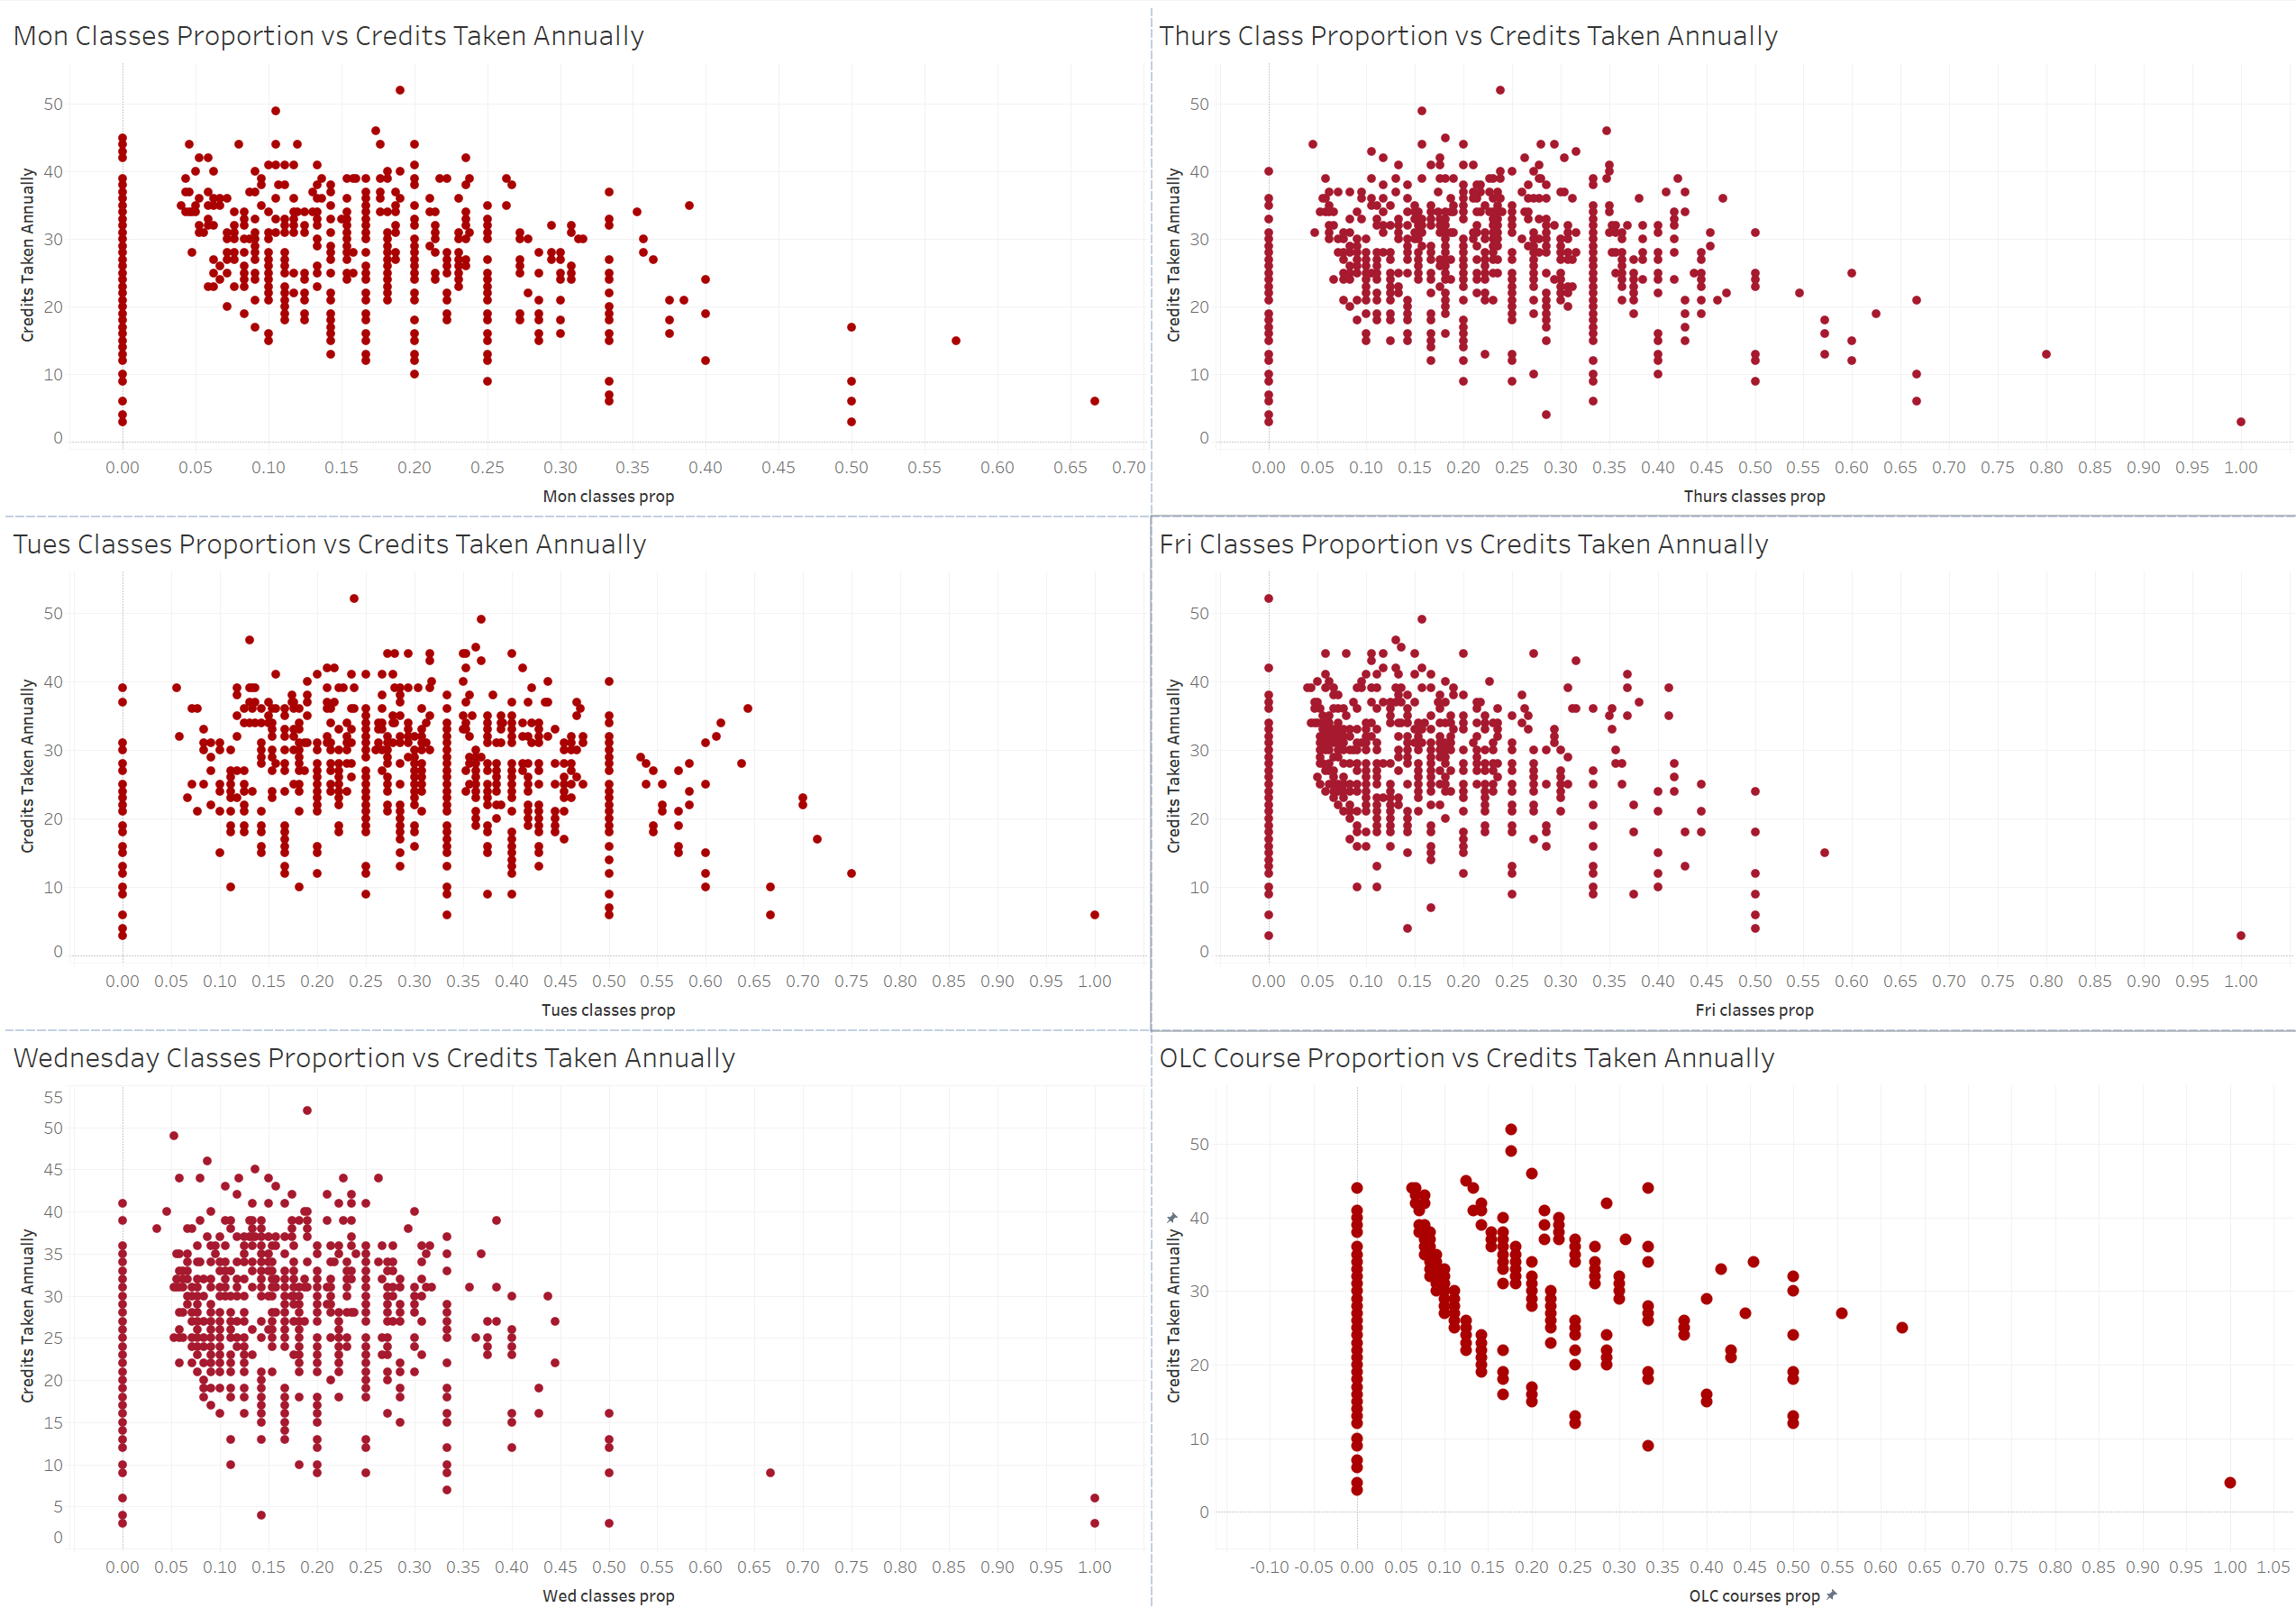 Mon Classes Proportion vs Credits Taken Annually
Credits Taken Annually
50
40
30
20
10
0
0.00 0.05 0.10 0.15 0.20 0.25 0.30 0.35 0.40 0.45 0.50 0.55 0.60 0.65 0.70
Mon classes prop
Thurs Class Proportion vs Credits Taken Annually
Credits Taken Annually
50
40
30
20
10
0
0.00 0.05 0.10 0.15 0.20 0.25 0.30 0.35 0.40 0.45 0.50 0.55 0.60 0.65 0.70 0.75 0.80 0.85 0.90 0.95 1.00
Thurs classes prop
Tues Classes Proportion vs Credits Taken Annually
Credits Taken Annually
50
40
30
20
10
0
0.00 0.05 0.10 0.15 0.20 0.25 0.30 0.35 0.40 0.45 0.50 0.55 0.60 0.65 0.70 0.75 0.80 0.85 0.90 0.95 1.00
Tues classes prop
Fri Classes Proportion vs Credits Taken Annually
Credits Taken Annually
50
40
30
20
10
0
0.00 0.05 0.10 0.15 0.20 0.25 0.30 0.35 0.40 0.45 0.50 0.55 0.60 0.65 0.70 0.75 0.80 0.85 0.90 0.95 1.00
Fri classes prop
Wednesday Classes Proportion vs Credits Taken Annually
Credits Taken Annually
55
50
45
40
35
30
25
20
15
10
5
0
0.00 0.05 0.10 0.15 0.20 0.25 0.30 0.35 0.40 0.45 0.50 0.55 0.60 0.65 0.70 0.75 0.80 0.85 0.90 0.95 1.00
Wed classes prop
OLC Course Proportion vs Credits Taken Annually
Credits Taken Annually
50
40
30
20
10
0
-0.10 -0.05 0.00 0.05 0.10 0.15 0.20 0.25 0.30 0.35 0.40 0.45 0.50 0.55 0.60 0.65 0.70 0.75 0.80 0.85 0.90 0.95 1.00 1.05
OLC courses prop